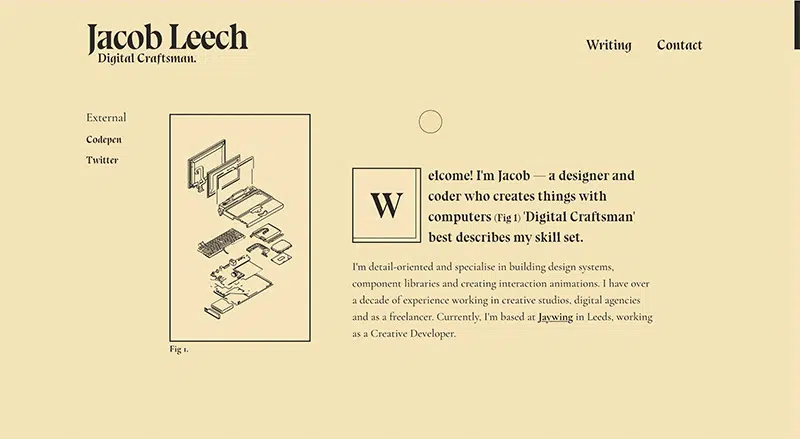 Jacob Leech
Digital Craftsman.
Writing Contact
External
Codepen
Twitter
Fig 1.
Welcome! I'm Jacob — a designer and
coder who creates things with
computers (Fig 1) 'Digital Craftsman'
best describes my skill set.
I'm detail-oriented and specialise in building design systems,
component libraries and creating interaction animations. I have over
a decade of experience working in creative studios, digital agencies
and as a freelancer. Currently, I'm based at Jaywing in Leeds, working
as a Creative Developer.